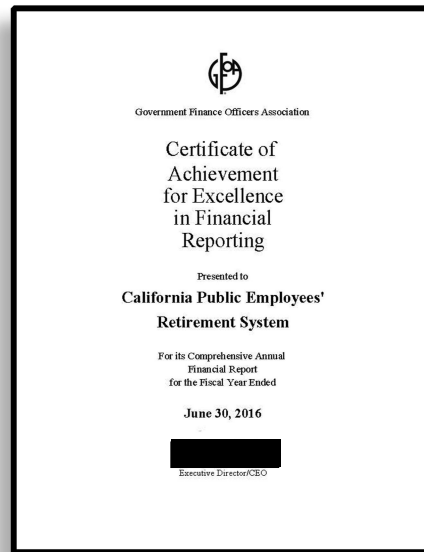 GFOA
Government Finance Officers Association
Certificate of
Achievement
for Excellence
in Financial
Reporting
Presented to
California Public Employees'
Retirement System
For its Comprehensive Annual
Financial Report
for the Fiscal Year Ended
June 30, 2016
Executive Director/CEO